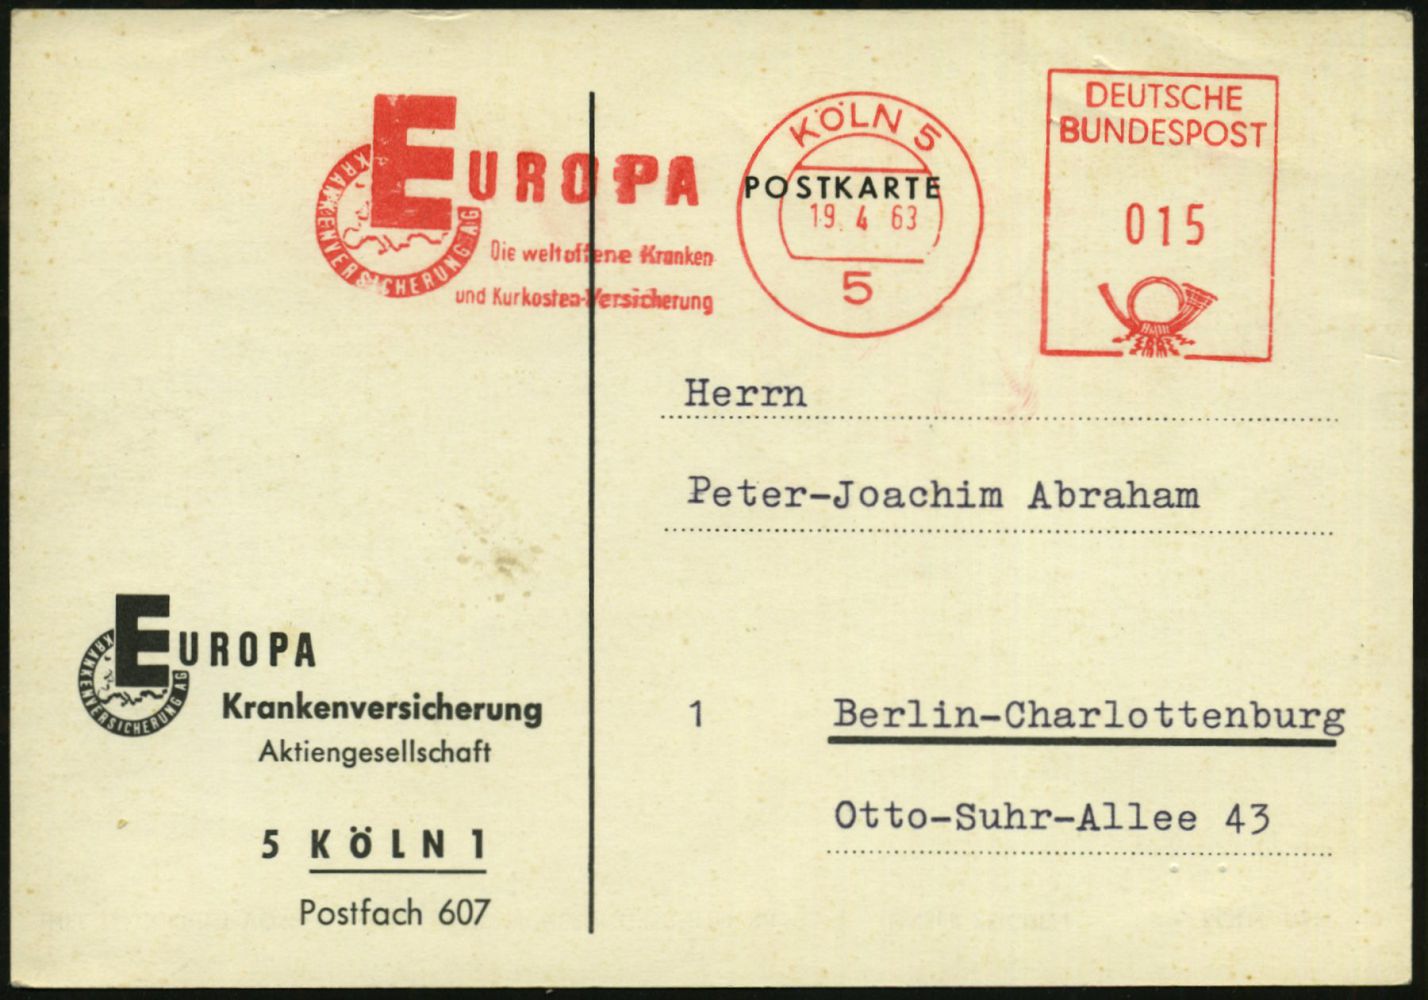 EUROPA
KRANKENVERSICHERUNG AG
Die weltoffene Kranken
und Kurkosten-Versicherung
KÖLN 5
POSTKARTE
19. 4 63
5
DEUTSCHE
BUNDESPOST
015
Herrn
Peter-Joachim Abraham
1 Berlin-Charlottenburg
Otto-Suhr-Allee 43
EUROPA
KRANKENVERSICHERUNG AG
Krankenversicherung
Aktiengesellschaft
5 KÖLN 1
Postfach 607